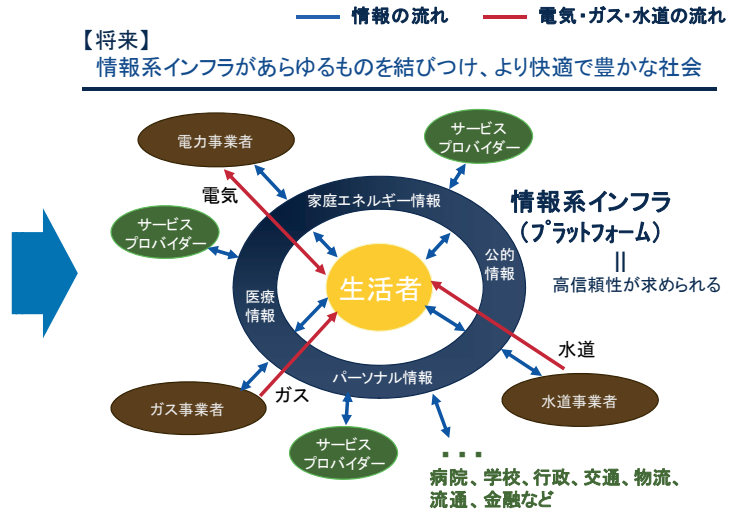 情報の流れ
電気・ガス・水道の流れ
【将来】
情報系インフラがあらゆるものを結びつけ、より快適で豊かな社会
電力事業者
サービス
プロバイダー
電気
家庭エネルギー情報
情報系インフラ
（プラットフォーム）
||
高信頼性が求められる
サービス
プロバイダー
公的
情報
生活者
医療
情報
水道
パーソナル情報
ガス
ガス事業者
水道事業者
サービス
プロバイダー
・・・
病院、学校、行政、交通、物流、
流通、金融など